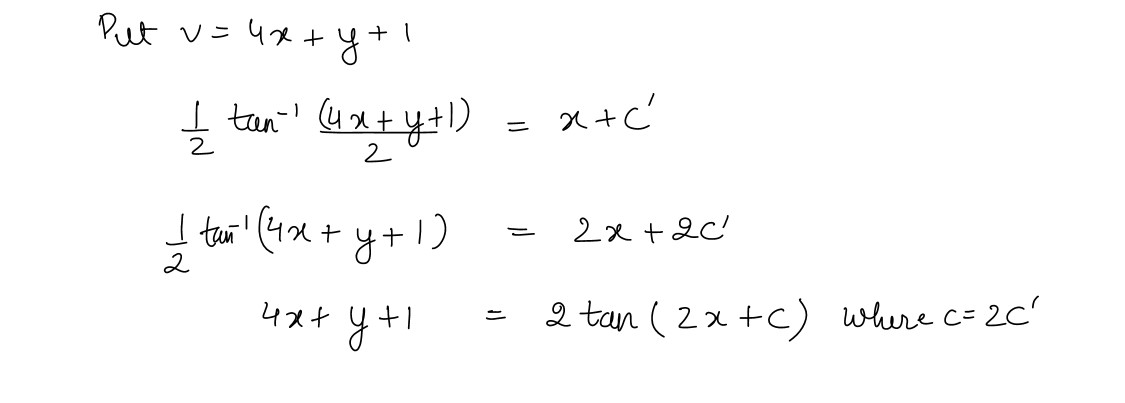 Put v = 4x + y + 1
1/2 tan⁻¹ (4x + y + 1)/2 = x + c'
1/2 tan⁻¹(4x + y + 1) = 2x + 2c'
4x + y + 1 = 2 tan(2x + c) where c = 2c'